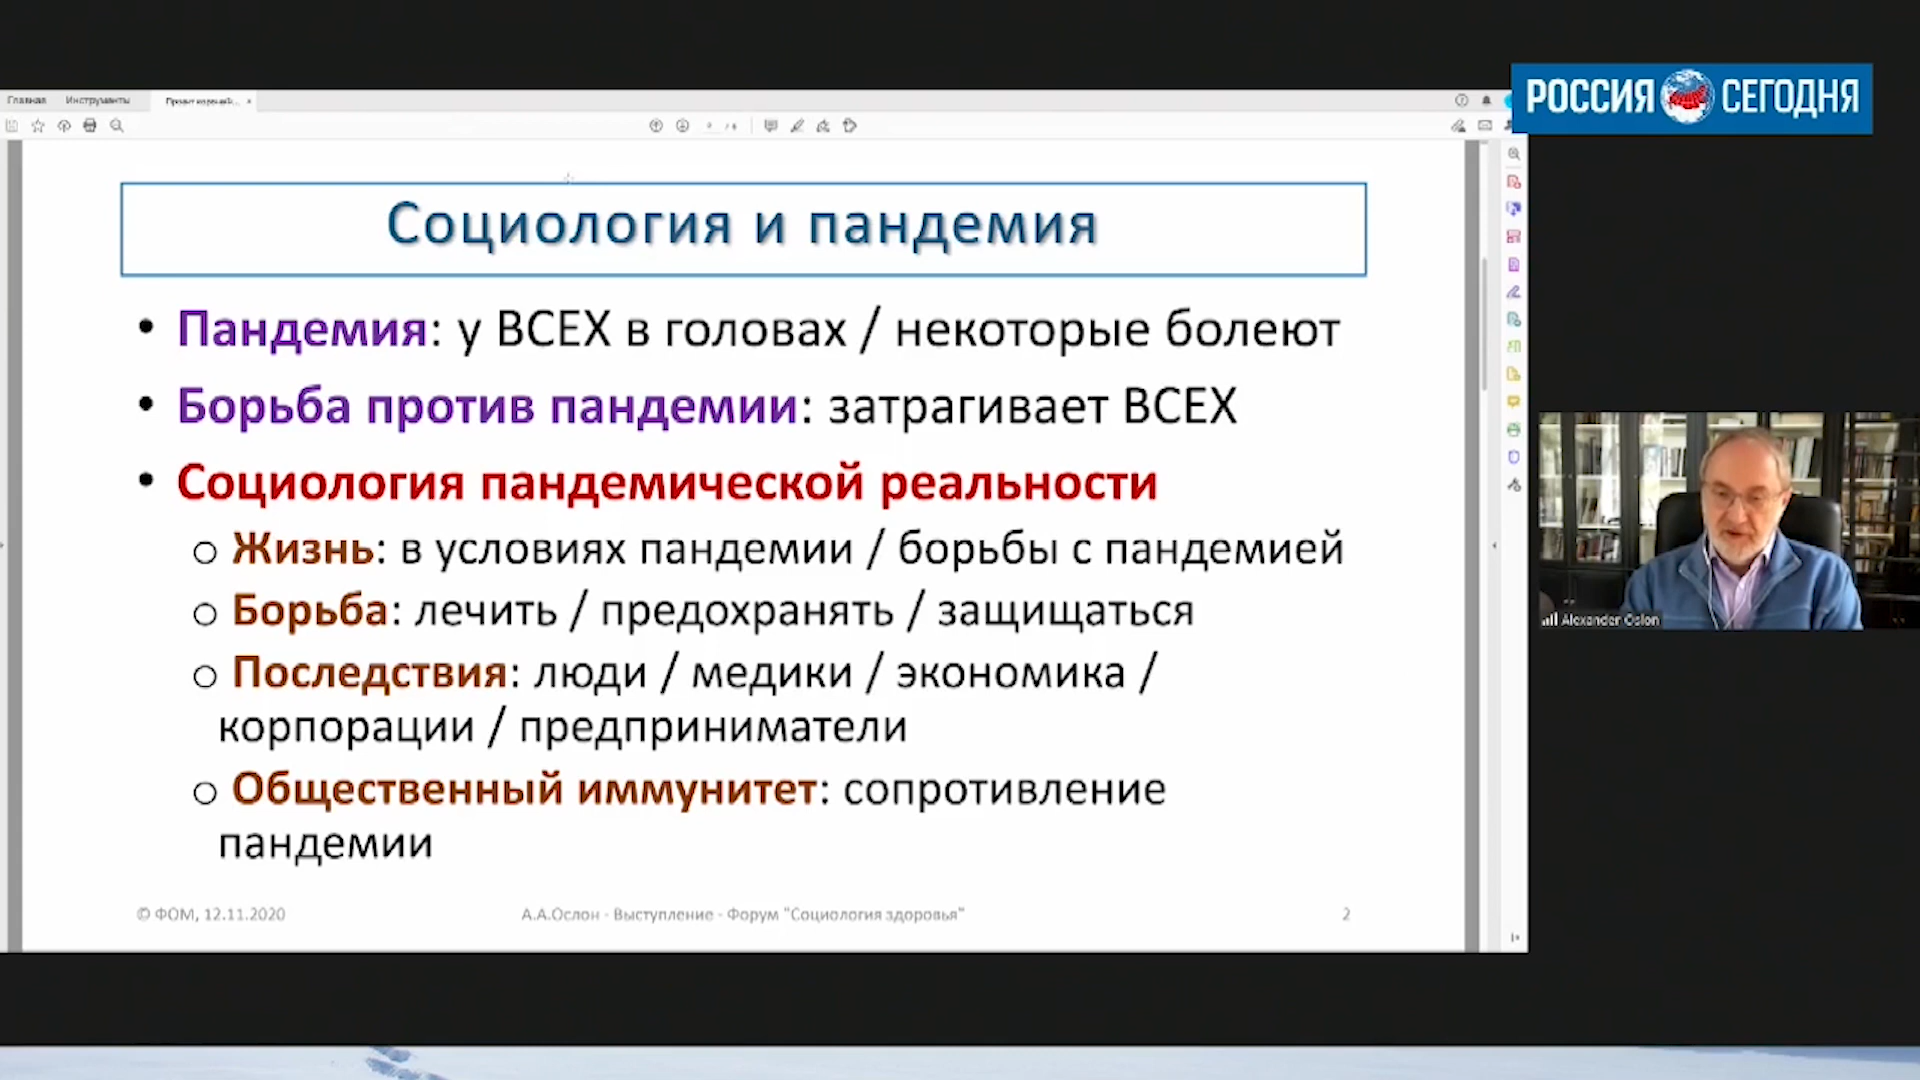 РОССИЯ СЕГОДНЯ
Главная Инструменты
Социология и пандемия
• Пандемия: у ВСЕХ в головах / некоторые болеют
• Борьба против пандемии: затрагивает ВСЕХ
• Социология пандемической реальности
o Жизнь: в условиях пандемии / борьбы с пандемией
o Борьба: лечить / предохранять / защищаться
o Последствия: люди / медики / экономика /
корпорации / предприниматели
o Общественный иммунитет: сопротивление
пандемии
© ФОМ, 12.11.2020 А.А.Ослон - Выступление - Форум "Социология здоровья" 2
Alexander Oslon